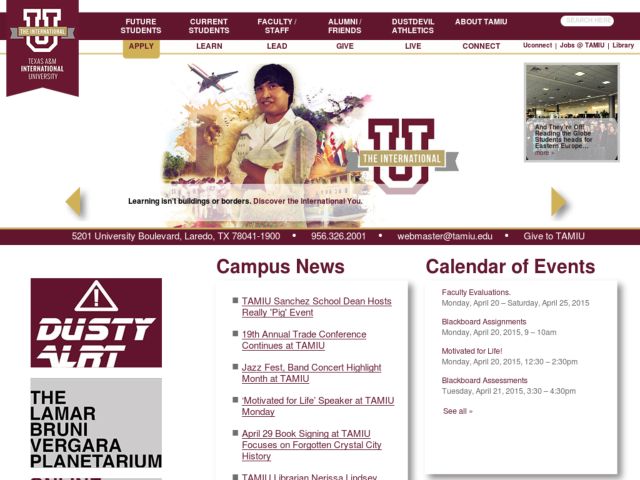 U
THE INTERNATIONAL
TEXAS A&M
INTERNATIONAL
UNIVERSITY
FUTURE
STUDENTS
CURRENT
STUDENTS
FACULTY /
STAFF
ALUMNI /
FRIENDS
DUSTDEVIL
ATHLETICS
ABOUT TAMIU
SEARCH HERE
APPLY
LEARN
LEAD
GIVE
LIVE
CONNECT
Uconnect | Jobs @ TAMIU | Library
U
THE INTERNATIONAL
And They're Off!
Reading the Globe
Students heads for
Eastern Europe...
more »
Learning isn't buildings or borders. Discover the International You.
5201 University Boulevard, Laredo, TX 78041-1900 • 956.326.2001 • webmaster@tamiu.edu • Give to TAMIU
DUSTY
ALRT
THE
LAMAR
BRUNI
VERGARA
PLANETARIUM
ONLINE
Campus News
TAMIU Sanchez School Dean Hosts
Really 'Pig' Event
19th Annual Trade Conference
Continues at TAMIU
Jazz Fest, Band Concert Highlight
Month at TAMIU
‘Motivated for Life’ Speaker at TAMIU
Monday
April 29 Book Signing at TAMIU
Focuses on Forgotten Crystal City
History
TAMIU Librarian Nerissa Lindsey
Calendar of Events
Faculty Evaluations.
Monday, April 20 – Saturday, April 25, 2015
Blackboard Assignments
Monday, April 20, 2015, 9 – 10am
Motivated for Life!
Monday, April 20, 2015, 12:30 – 2:30pm
Blackboard Assessments
Tuesday, April 21, 2015, 3:30 – 4:30pm
See all »